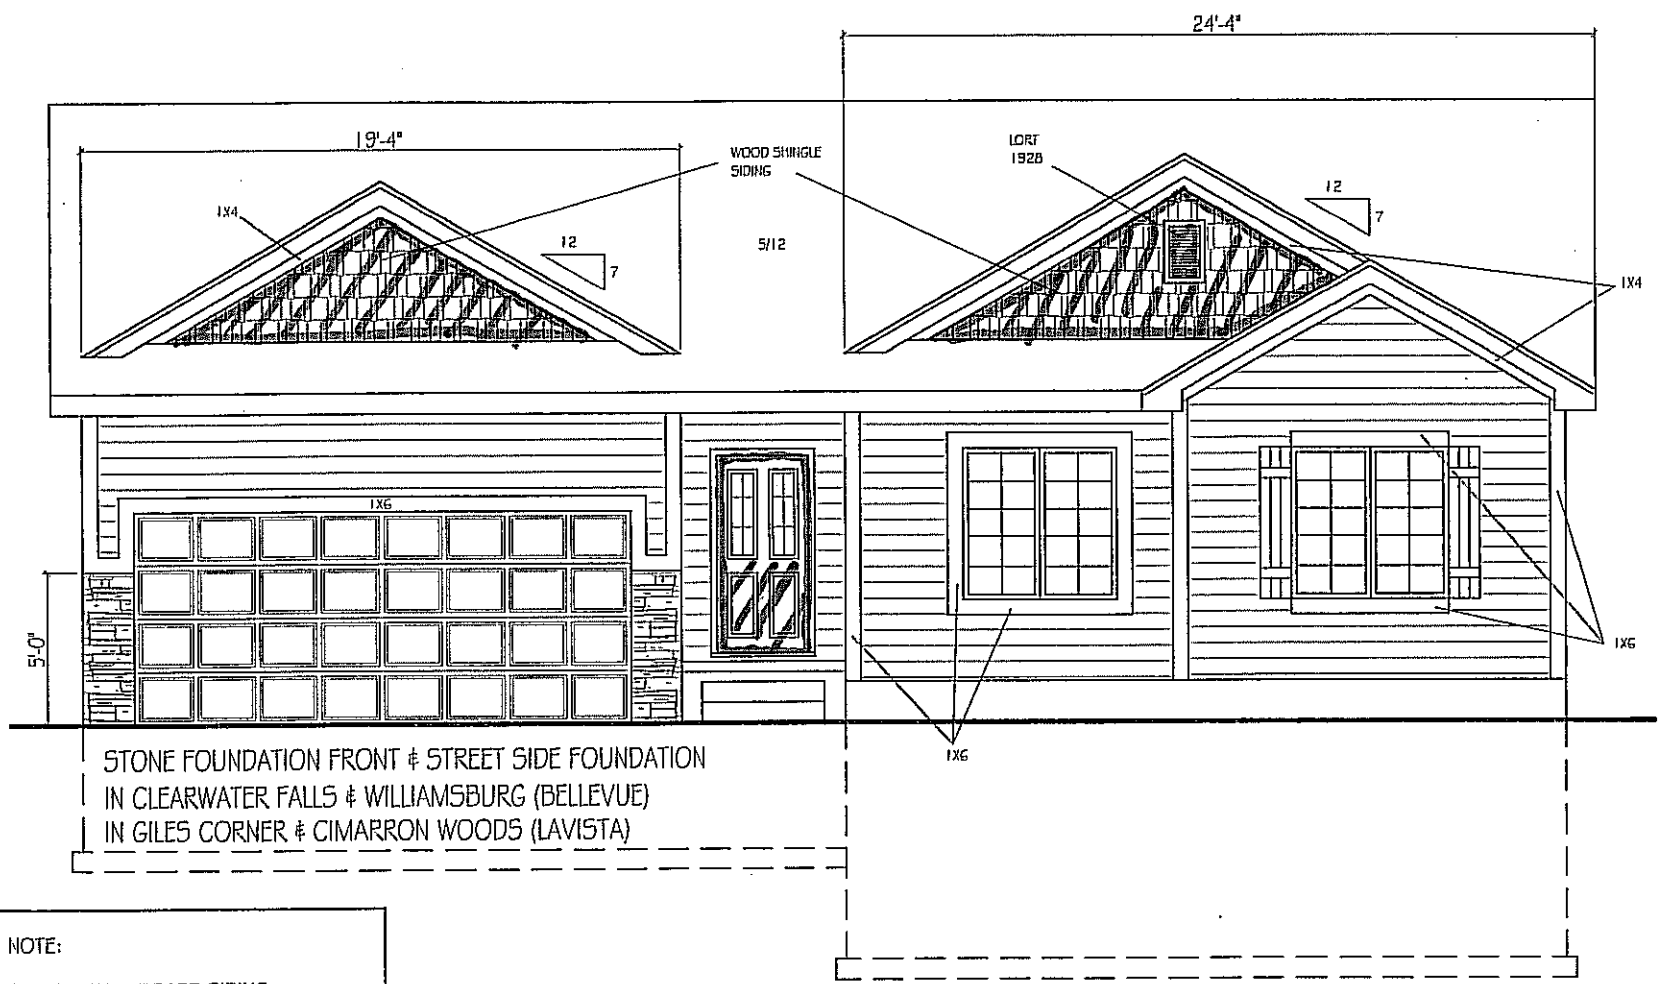 24'-4"
19'-4"
WOOD SHINGLE
SIDING
LORT
1928
12
7
1X4
12
7
5/12
1X4
1X6
5'-0"
1X6
1X6
STONE FOUNDATION FRONT & STREET SIDE FOUNDATION
IN CLEARWATER FALLS & WILLIAMSBURG (BELLEVUE)
IN GILES CORNER & CIMARRON WOODS (LAVISTA)
NOTE:
SIDING